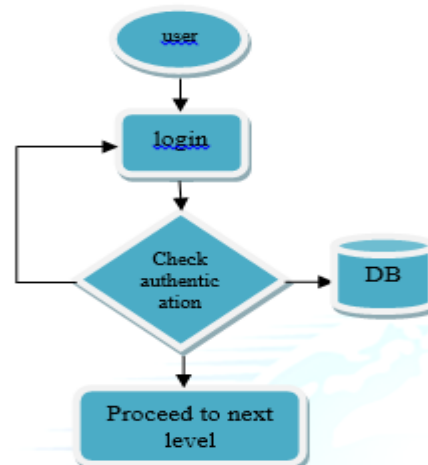 user
login
Check
authentic
ation
DB
Proceed to next
level